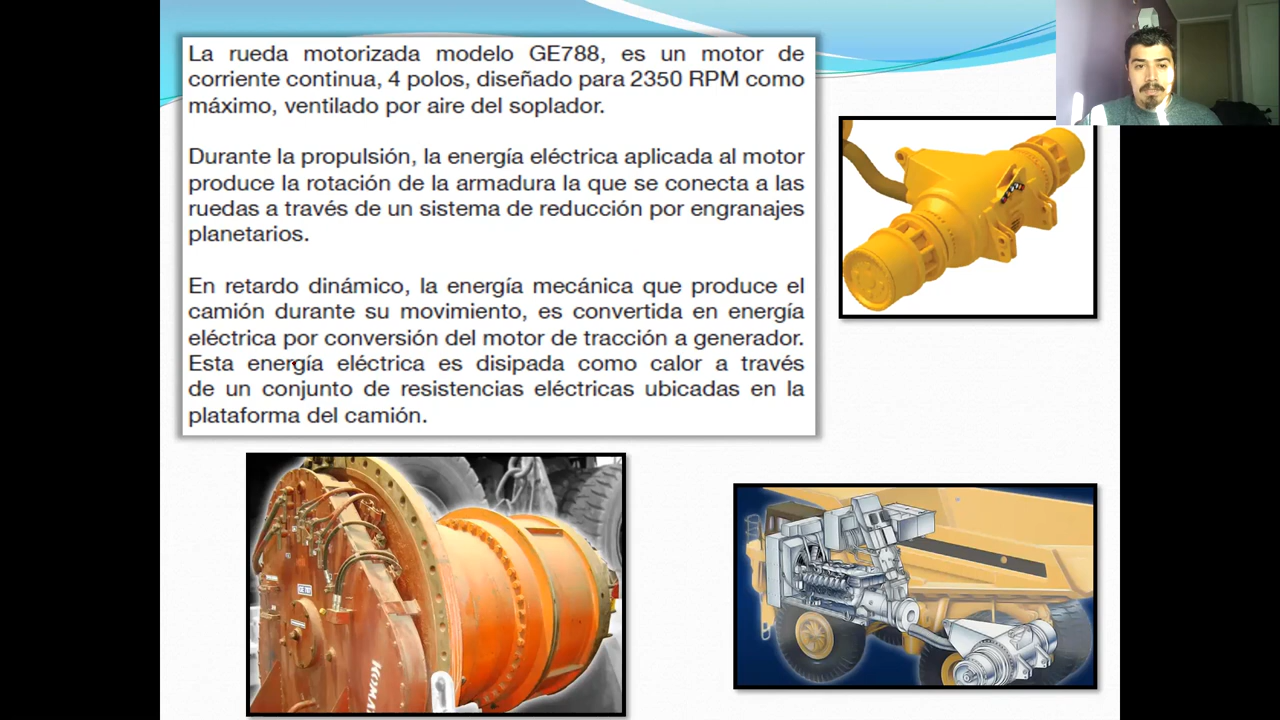 La rueda motorizada modelo GE788, es un motor de
corriente continua, 4 polos, diseñado para 2350 RPM como
máximo, ventilado por aire del soplador.
Durante la propulsión, la energía eléctrica aplicada al motor
produce la rotación de la armadura la que se conecta a las
ruedas a través de un sistema de reducción por engranajes
planetarios.
En retardo dinámico, la energía mecánica que produce el
camión durante su movimiento, es convertida en energía
eléctrica por conversión del motor de tracción a generador.
Esta energía eléctrica es disipada como calor a través
de un conjunto de resistencias eléctricas ubicadas en la
plataforma del camión.